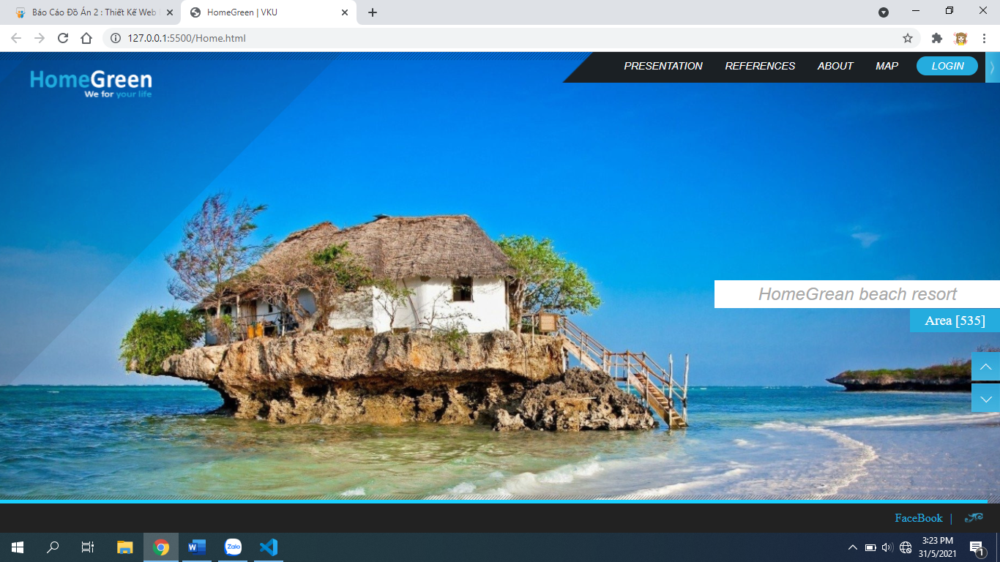 Báo Cáo Đồ Án 2 : Thiết Kế Web
HomeGreen | VKU
127.0.0.1:5500/Home.html
HomeGreen
We for your life
PRESENTATION REFERENCES ABOUT MAP LOGIN
HomeGrean beach resort
Area [535]
FaceBook |
Zalo
3:23 PM
31/5/2021
1